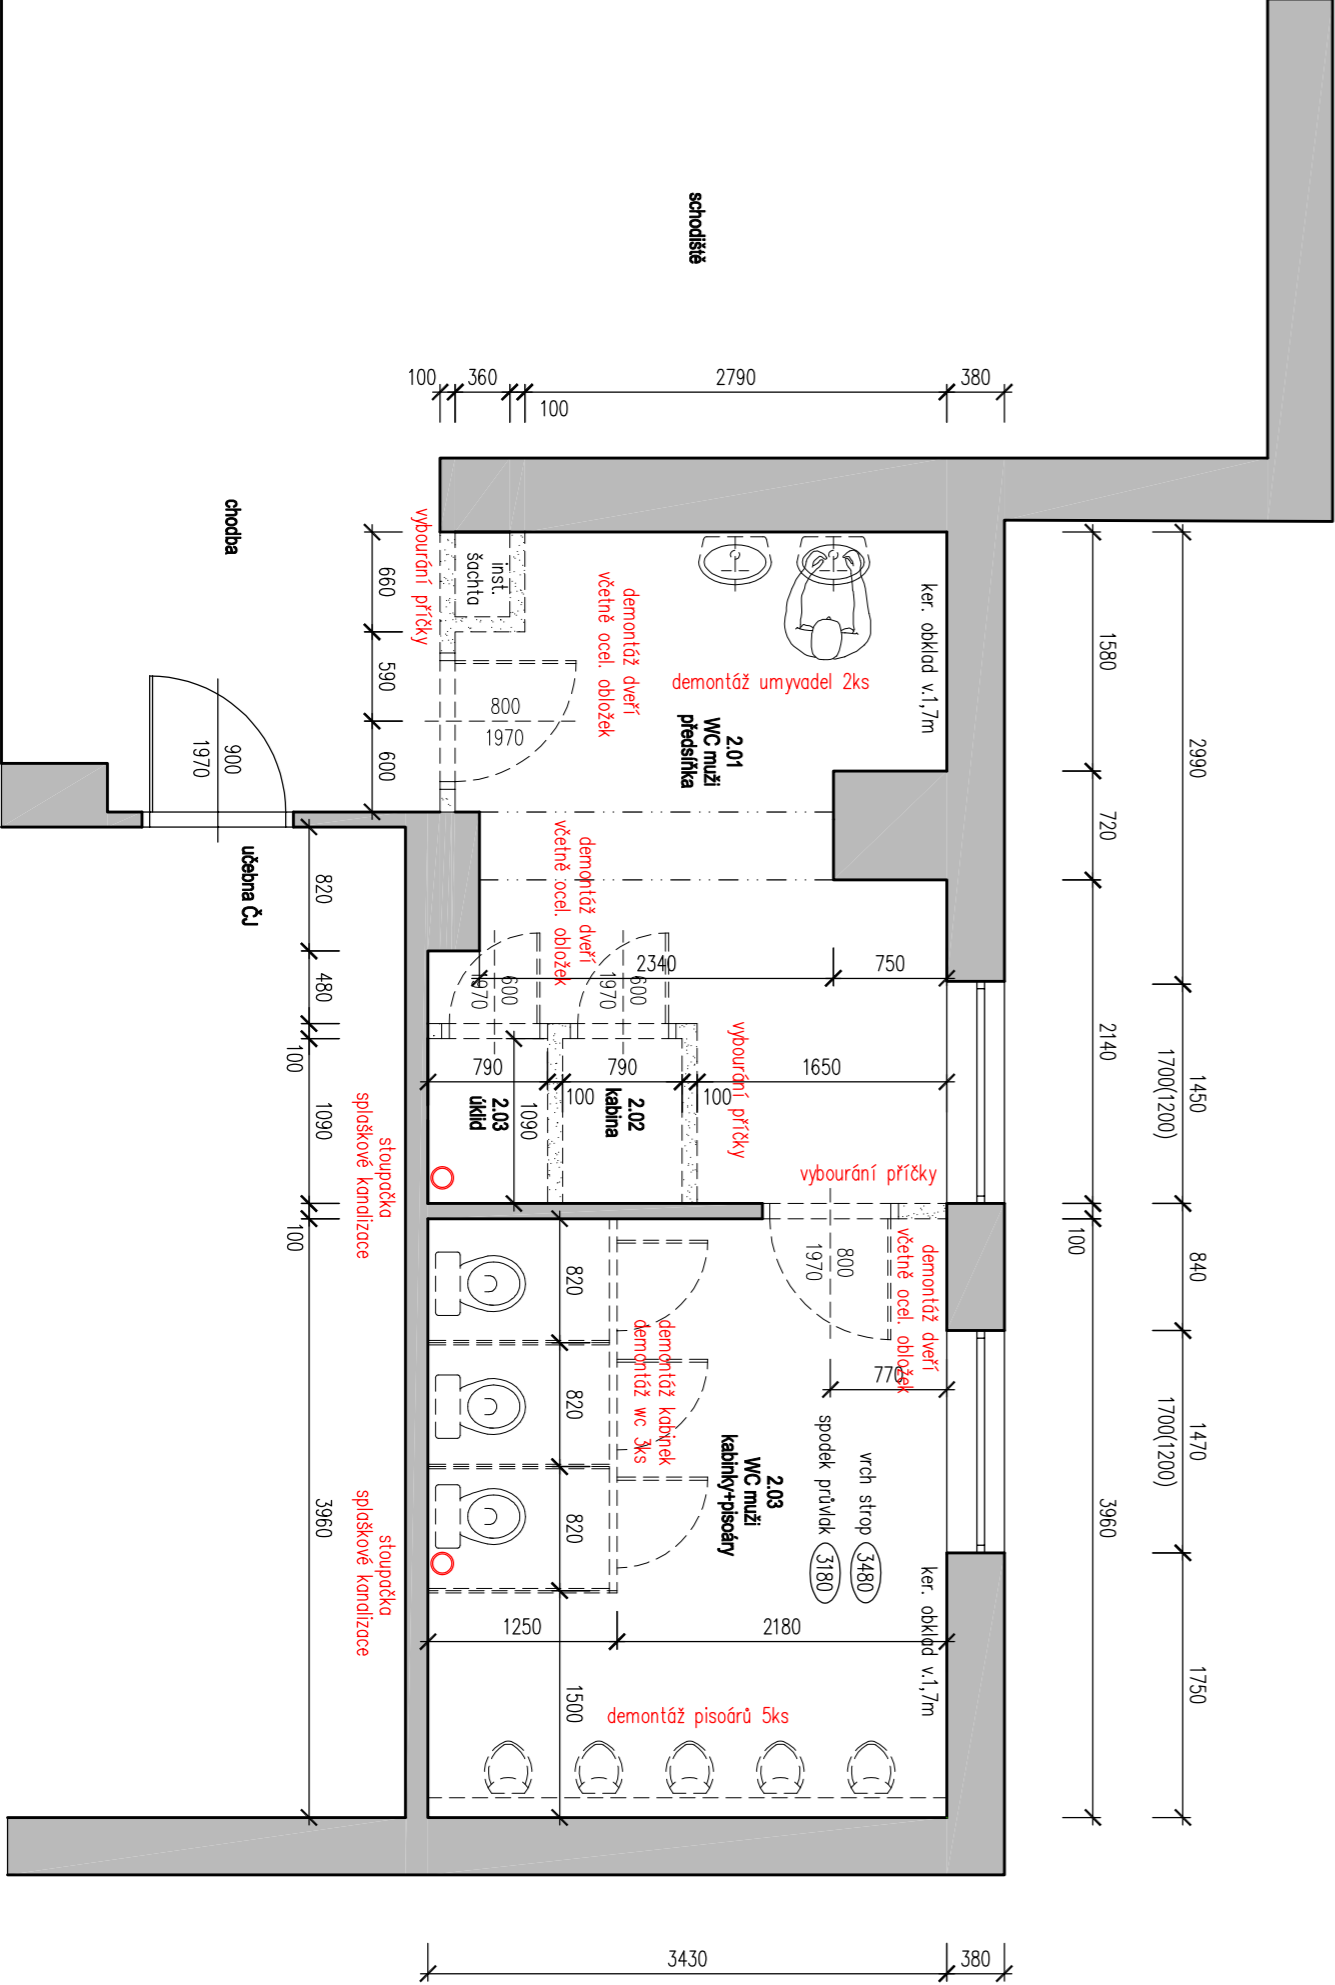 schodiště
100
360
100
2790
380
chodba
vybourání příčky
660
590
600
inst.
šachta
demontáž dveří
včetně ocel. obložek
800
1970
ker. obklad v.1,7m
demontáž umyvadel 2ks
2.01
WC muži
předsíňka
1580
720
2140
100
3960
2990
1450
1700(1200)
840
1470
1700(1200)
1750
900
1970
učebna ČJ
820
480
100
1090
100
3960
demontáž dveří
včetně ocel. obložek
2340
750
600
1970
600
1970
790
100
790
100
1650
1090
2.03
úklid
2.02
kabina
vybourání příčky
vybourání příčky
stoupačka
splaškové kanalizace
800
1970
demontáž dveří
včetně ocel. obložek
770
820
820
820
1500
demontáž kabinek
demontáž wc 3ks
2.03
WC muži
kabinky+pisoáry
vrch strop 3480
spodek průvlak 3180
ker. obklad v.1,7m
stoupačka
splaškové kanalizace
1250
2180
demontáž pisoárů 5ks
3430
380